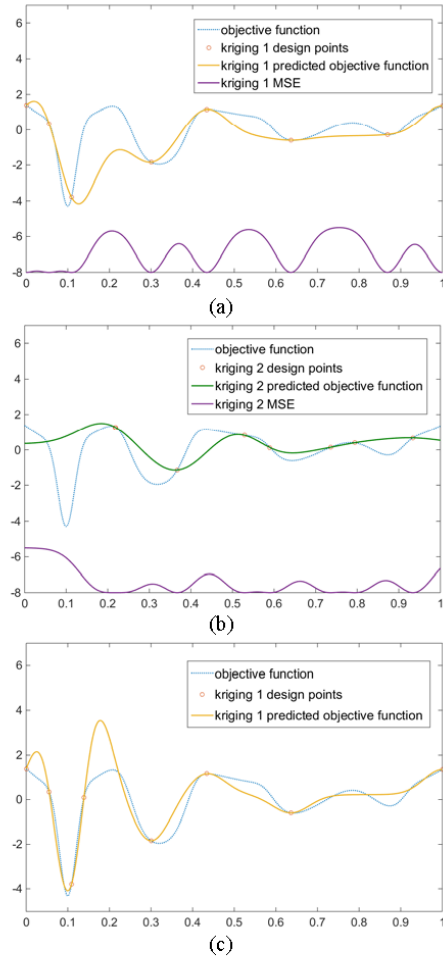 6
4
2
0
-2
-4
-6
-8
objective function
kriging 1 design points
kriging 1 predicted objective function
kriging 1 MSE
0 0.1 0.2 0.3 0.4 0.5 0.6 0.7 0.8 0.9 1
(a)
6
4
2
0
-2
-4
-6
-8
objective function
kriging 2 design points
kriging 2 predicted objective function
kriging 2 MSE
0 0.1 0.2 0.3 0.4 0.5 0.6 0.7 0.8 0.9 1
(b)
6
4
2
0
-2
-4
objective function
kriging 1 design points
kriging 1 predicted objective function
0 0.1 0.2 0.3 0.4 0.5 0.6 0.7 0.8 0.9 1
(c)